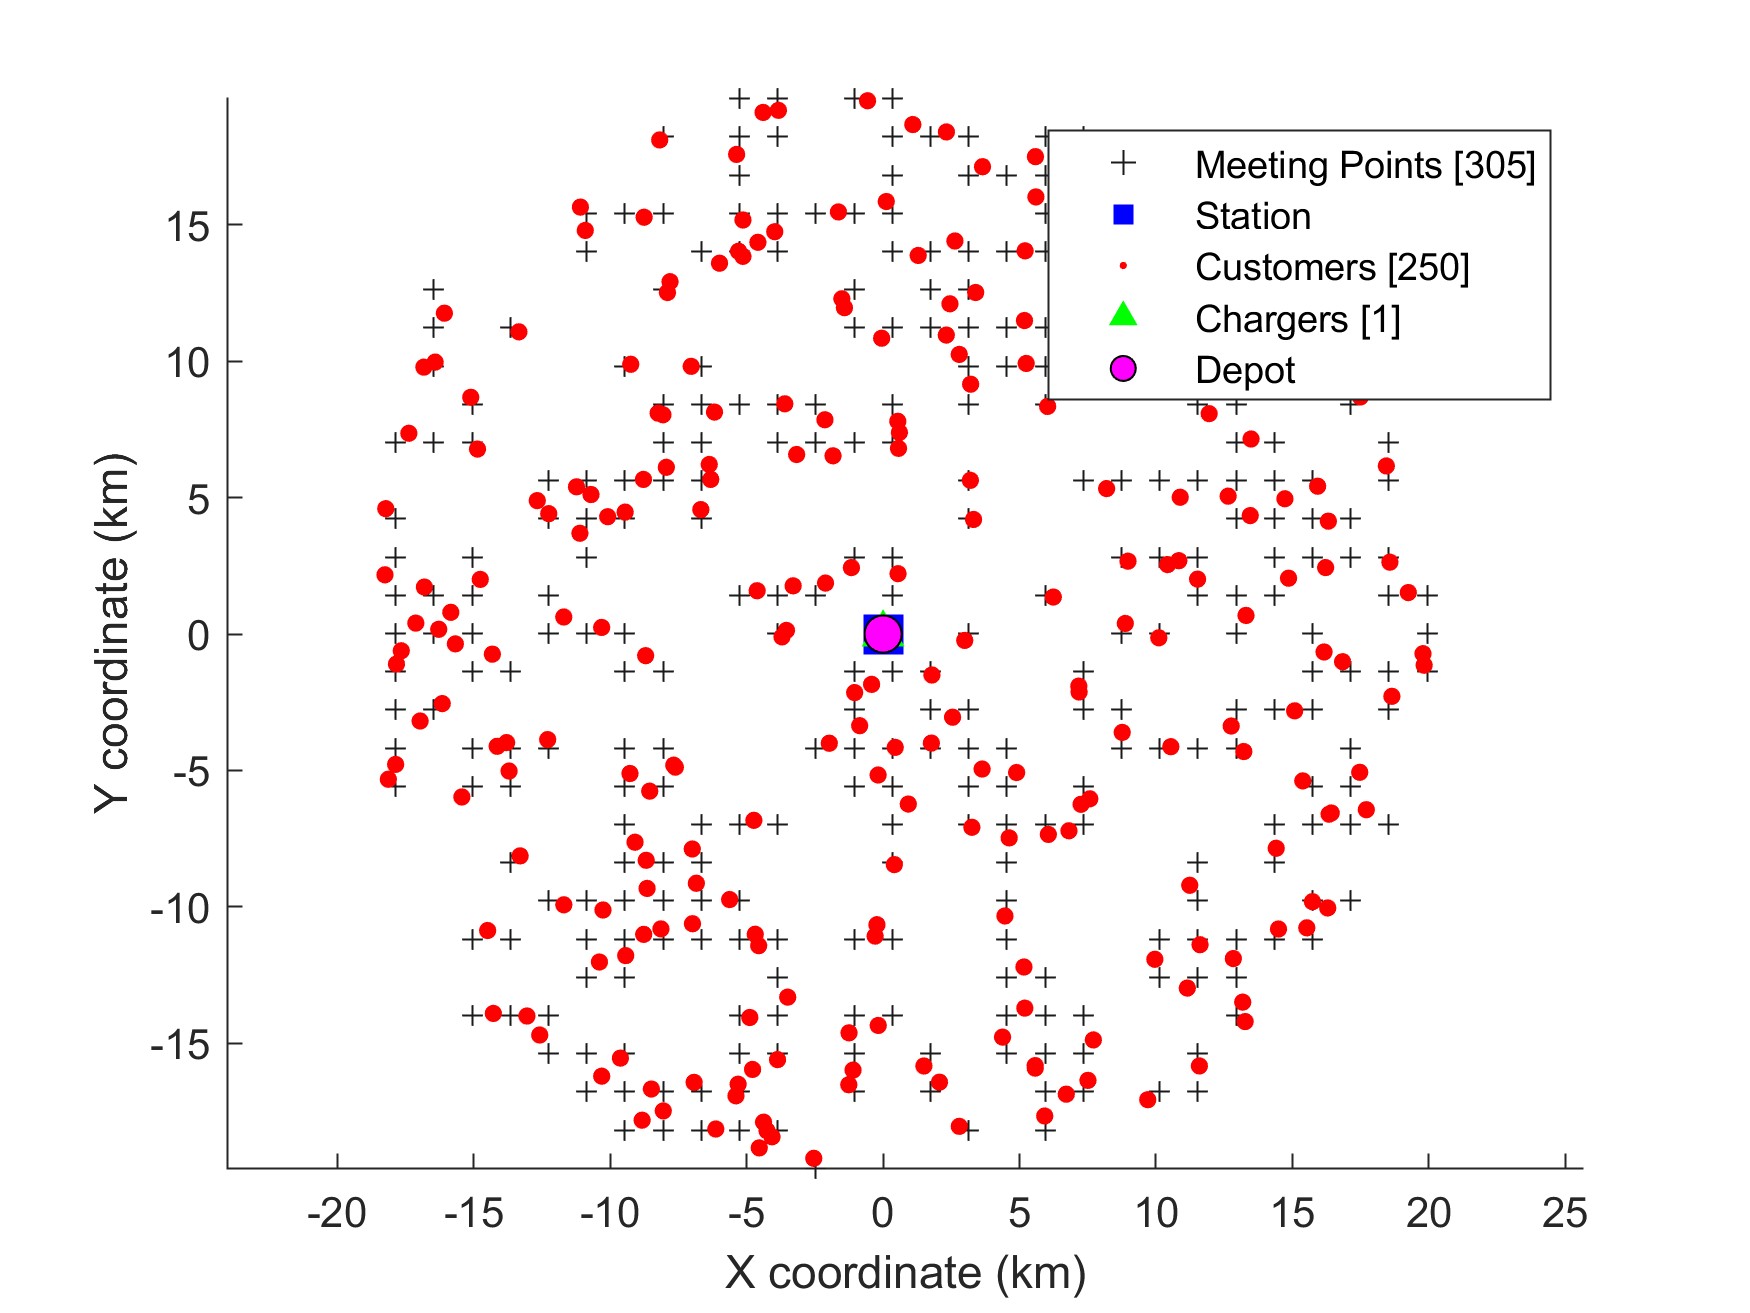 Meeting Points [305]
Station
Customers [250]
Chargers [1]
Depot
15
10
5
0
-5
-10
-15
Y coordinate (km)
-20 -15 -10 -5 0 5 10 15 20 25
X coordinate (km)